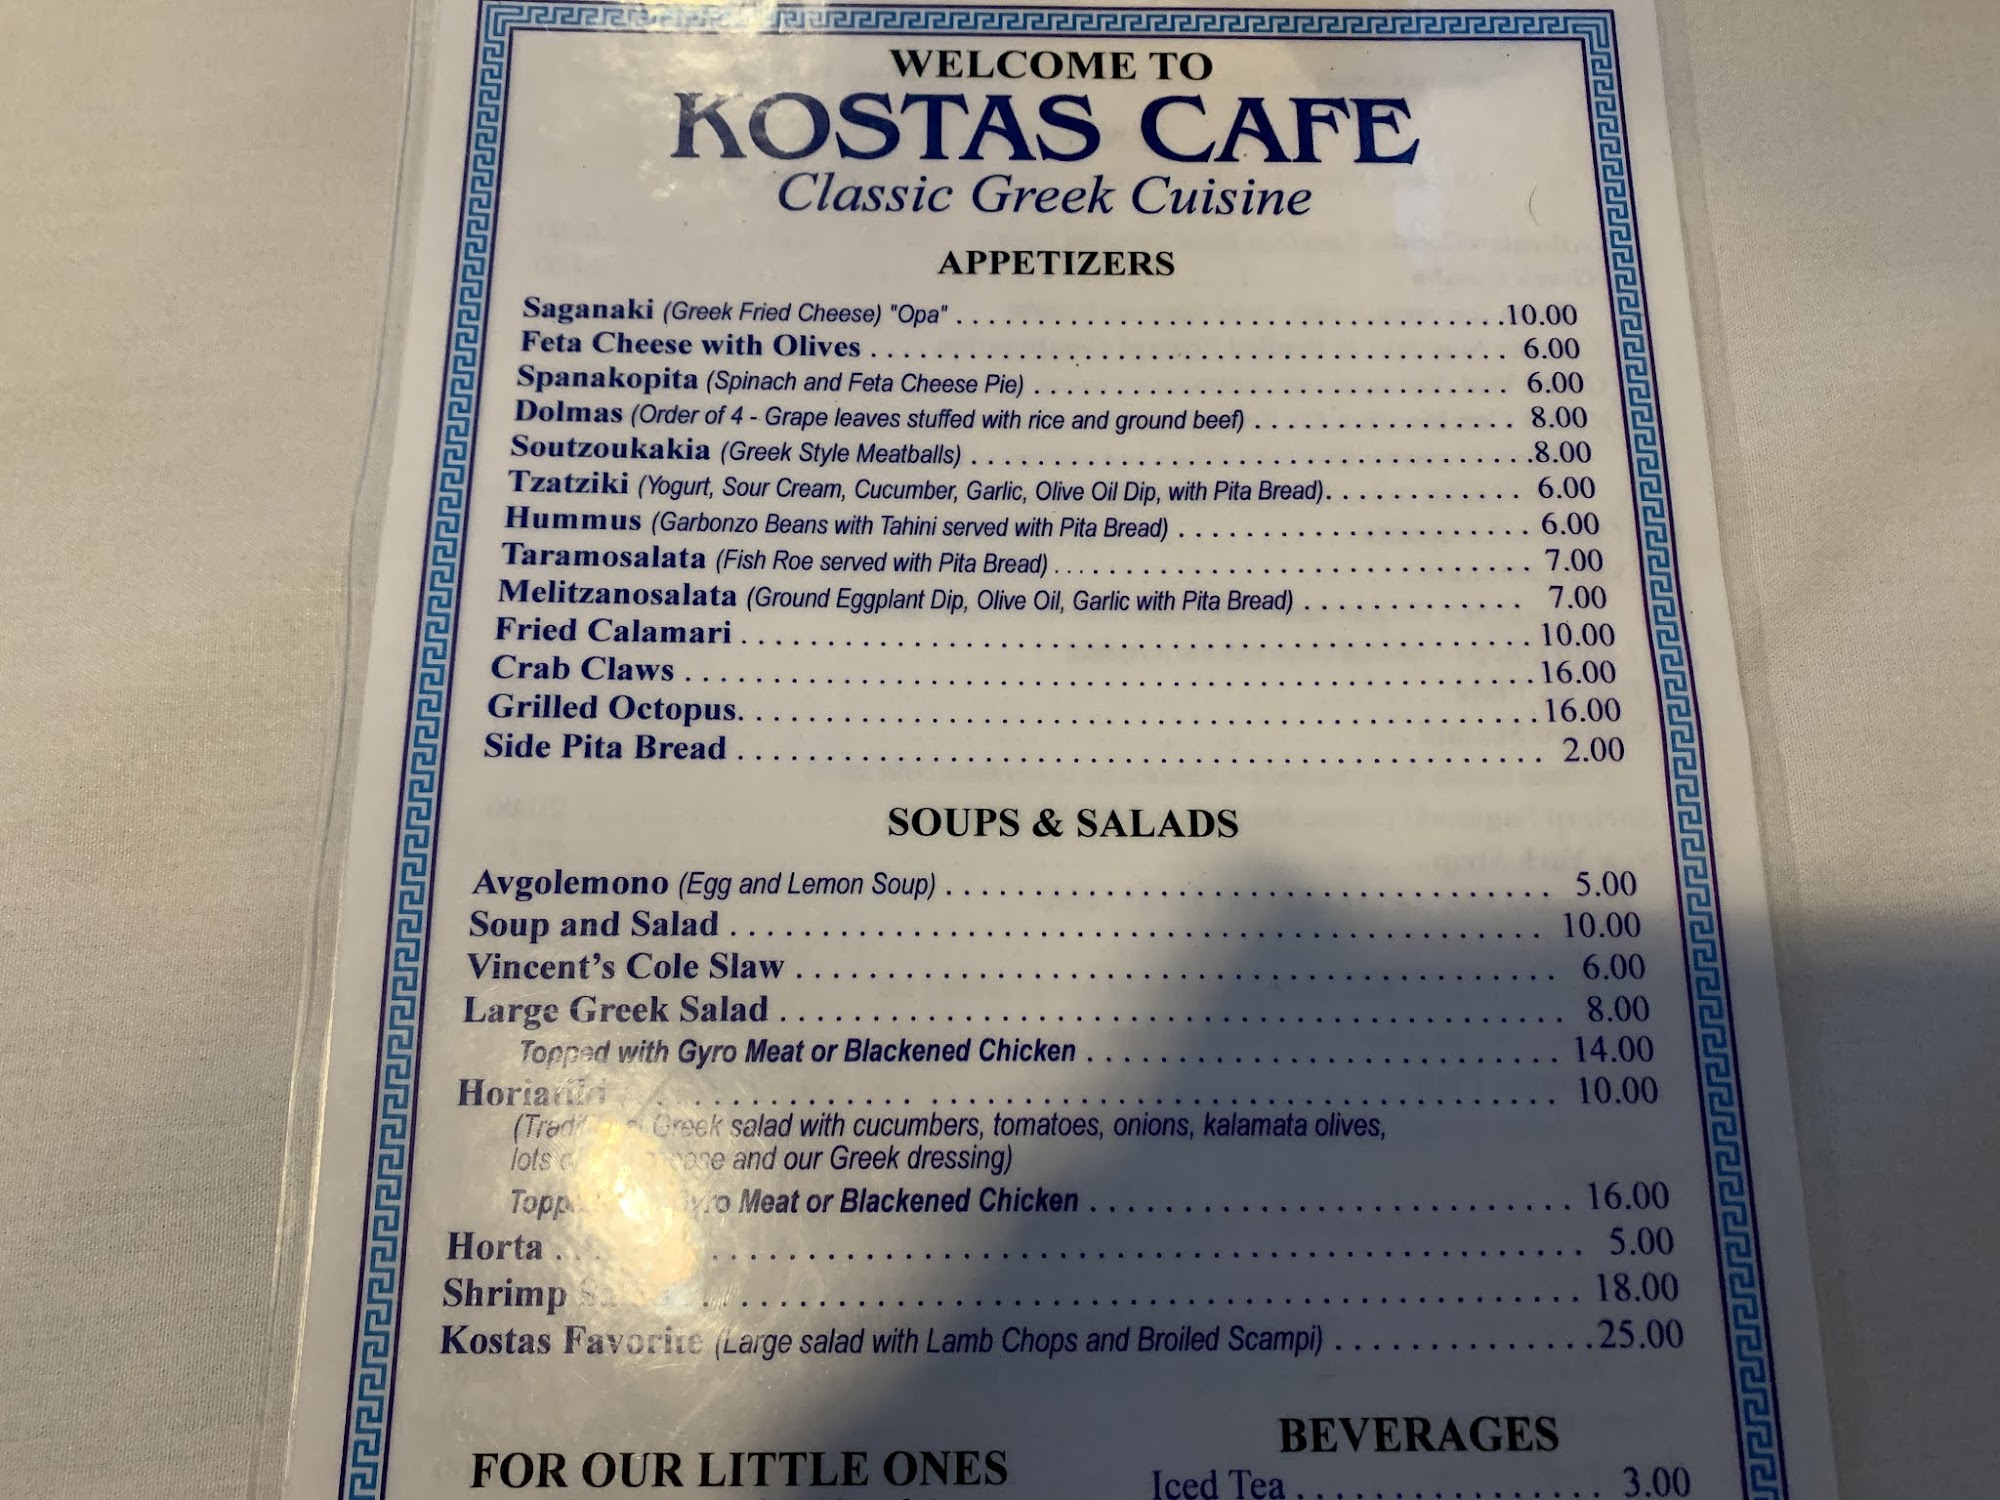 WELCOME TO
KOSTAS CAFE
Classic Greek Cuisine
APPETIZERS
Saganaki (Greek Fried Cheese) "Opa" 10.00
Feta Cheese with Olives 6.00
Spanakopita (Spinach and Feta Cheese Pie) 6.00
Dolmas (Order of 4 - Grape leaves stuffed with rice and ground beef) 8.00
Soutzoukakia (Greek Style Meatballs) 8.00
Tzatziki (Yogurt, Sour Cream, Cucumber, Garlic, Olive Oil Dip, with Pita Bread) 6.00
Hummus (Garbonzo Beans with Tahini served with Pita Bread) 6.00
Taramosalata (Fish Roe served with Pita Bread) 7.00
Melitzanosalata (Ground Eggplant Dip, Olive Oil, Garlic with Pita Bread) 7.00
Fried Calamari 10.00
Crab Claws 16.00
Grilled Octopus 16.00
Side Pita Bread 2.00
SOUPS & SALADS
Avgolemono (Egg and Lemon Soup) 5.00
Soup and Salad 10.00
Vincent's Cole Slaw 6.00
Large Greek Salad 8.00
Topped with Gyro Meat or Blackened Chicken 14.00
Horiatiki 10.00
Greek salad with cucumbers, tomatoes, onions, kalamata olives,
lots and our Greek dressing)
Gyro Meat or Blackened Chicken 16.00
Horta 5.00
Shrimp 18.00
Kostas Favorite (Large salad with Lamb Chops and Broiled Scampi) 25.00
FOR OUR LITTLE ONES
BEVERAGES
Iced Tea 3.00